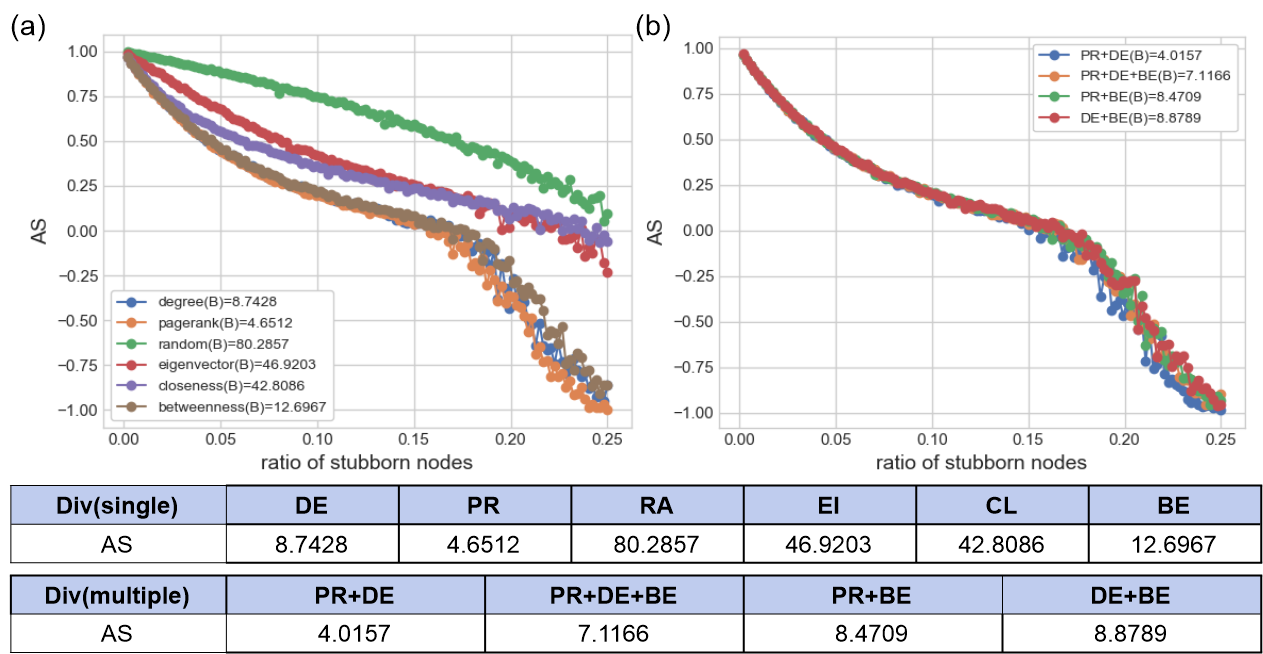 (a)
1.00
0.75
0.50
0.25
0.00
−0.25
−0.50
−0.75
−1.00
AS
degree(B)=8.7428
pagerank(B)=4.6512
random(B)=80.2857
eigenvector(B)=46.9203
closeness(B)=42.8086
betweenness(B)=12.6967
0.00 0.05 0.10 0.15 0.20 0.25
ratio of stubborn nodes
(b)
1.00
0.75
0.50
0.25
0.00
−0.25
−0.50
−0.75
−1.00
AS
PR+DE(B)=4.0157
PR+DE+BE(B)=7.1166
PR+BE(B)=8.4709
DE+BE(B)=8.8789
0.00 0.05 0.10 0.15 0.20 0.25
ratio of stubborn nodes
Div(single) DE PR RA EI CL BE
AS 8.7428 4.6512 80.2857 46.9203 42.8086 12.6967
Div(multiple) PR+DE PR+DE+BE PR+BE DE+BE
AS 4.0157 7.1166 8.4709 8.8789